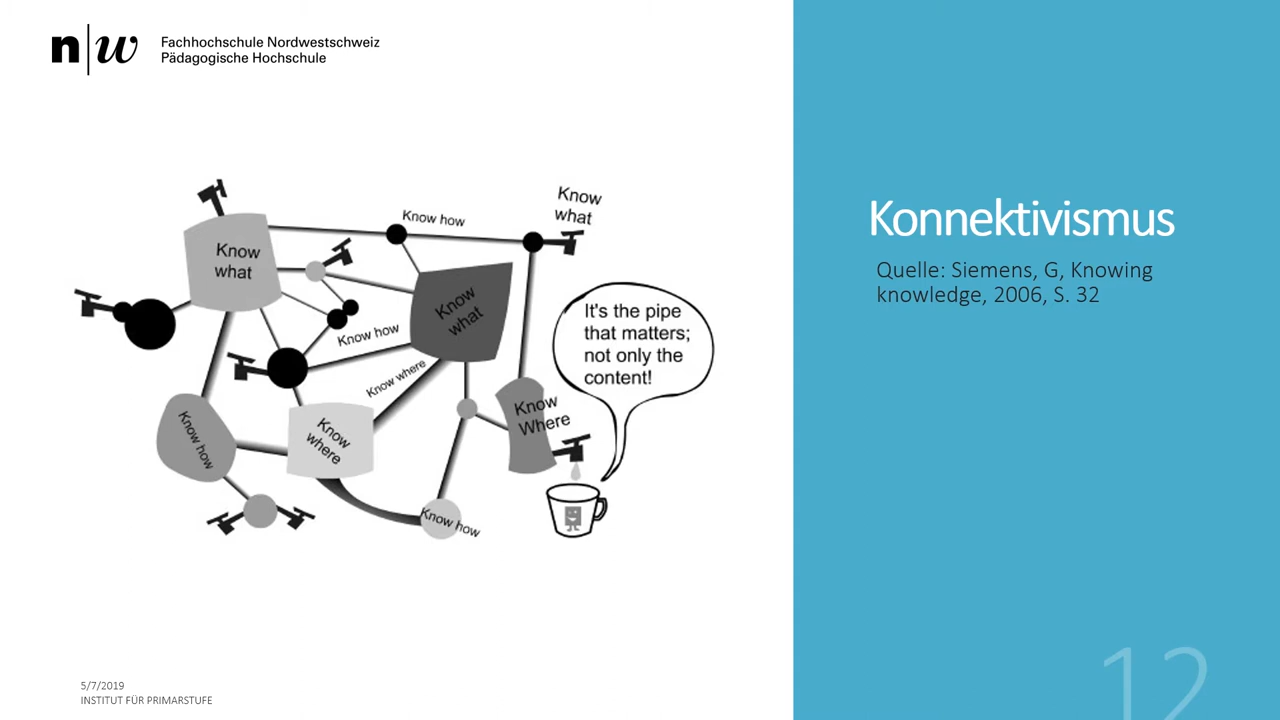 n|w
Fachhochschule Nordwestschweiz
Pädagogische Hochschule
Know
what
Know how
Know
what
Know
what
Know how
Know where
Know how
Know
where
Know how
Know
Where
It's the pipe
that matters;
not only the
content!
Konnektivismus
Quelle: Siemens, G, Knowing
knowledge, 2006, S. 32
5/7/2019
INSTITUT FÜR PRIMARSTUFE
12